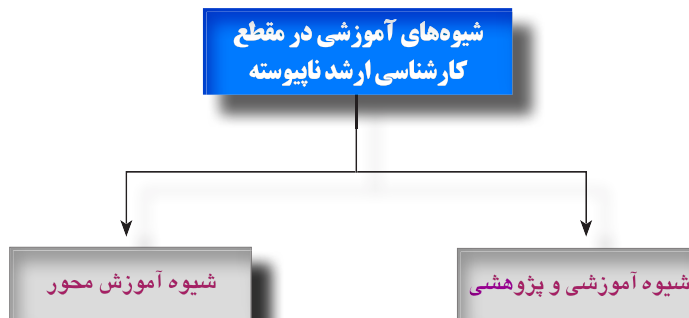 شیوه‌های آموزشی در مقطع
کارشناسی ارشد ناپیوسته
شیوه آموزشی و پژوهشی
شیوه آموزش محور